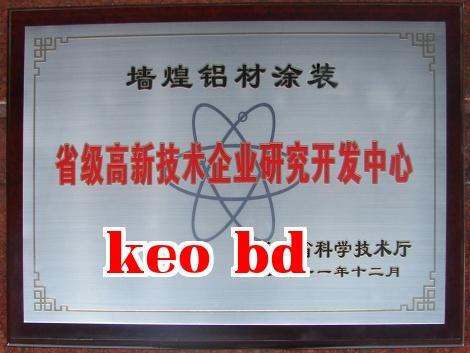 墙煌铝材涂装
省级高新技术企业研究开发中心
省科学技术厅
一年十二月
keo bd